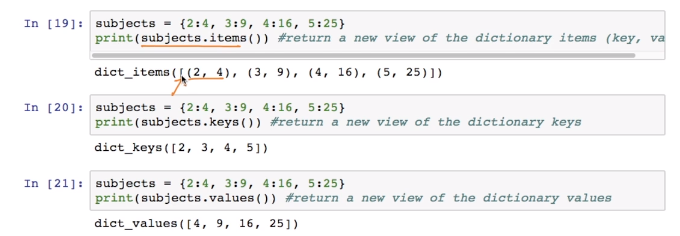 In [19]: subjects = {2:4, 3:9, 4:16, 5:25}
print(subjects.items()) #return a new view of the dictionary items (key, va
dict_items([(2, 4), (3, 9), (4, 16), (5, 25)])
In [20]: subjects = {2:4, 3:9, 4:16, 5:25}
print(subjects.keys()) #return a new view of the dictionary keys
dict_keys([2, 3, 4, 5])
In [21]: subjects = {2:4, 3:9, 4:16, 5:25}
print(subjects.values()) #return a new view of the dictionary values
dict_values([4, 9, 16, 25])